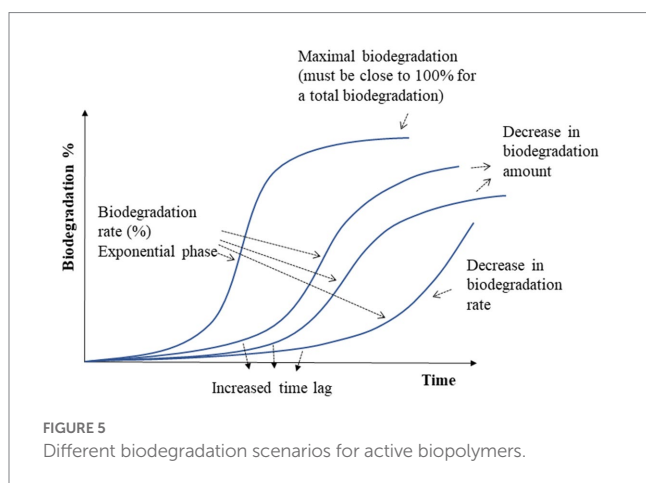 Maximal biodegradation
(must be close to 100% for
a total biodegradation)
Decrease in
biodegradation
amount
Biodegradation %
Biodegradation
rate (%)
Exponential phase
Decrease in
biodegradation
rate
Increased time lag
Time
FIGURE 5
Different biodegradation scenarios for active biopolymers.